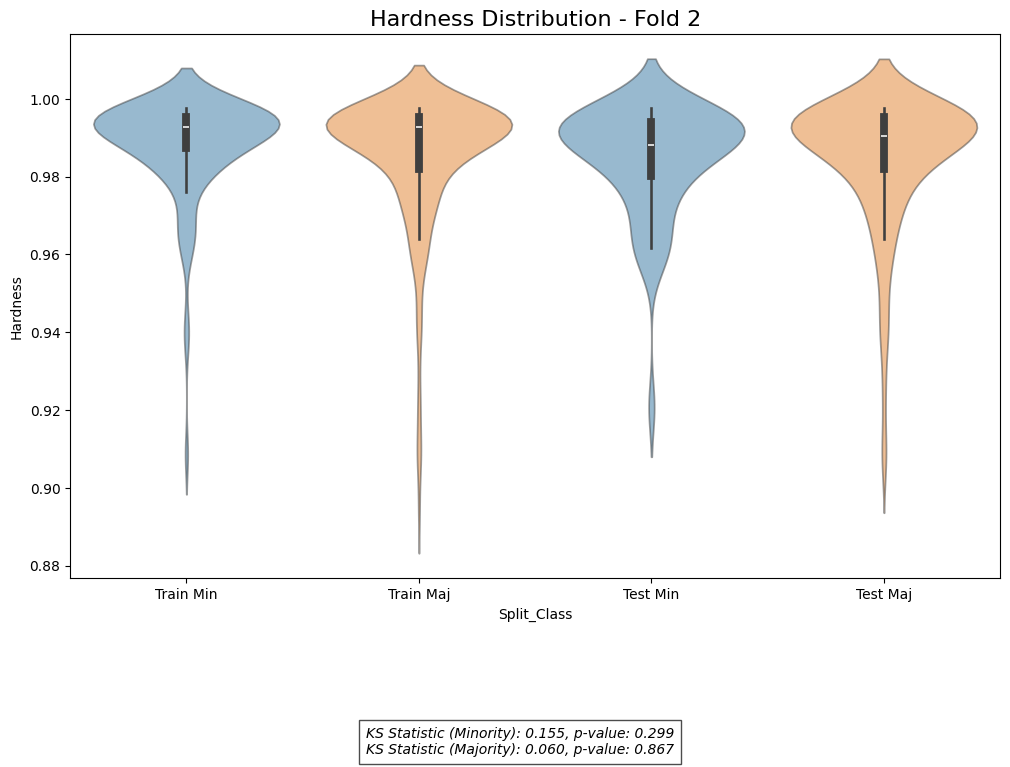 Hardness Distribution - Fold 2
Hardness
1.00
0.98
0.96
0.94
0.92
0.90
0.88
Train Min
Train Maj
Test Min
Test Maj
Split_Class
KS Statistic (Minority): 0.155, p-value: 0.299
KS Statistic (Majority): 0.060, p-value: 0.867